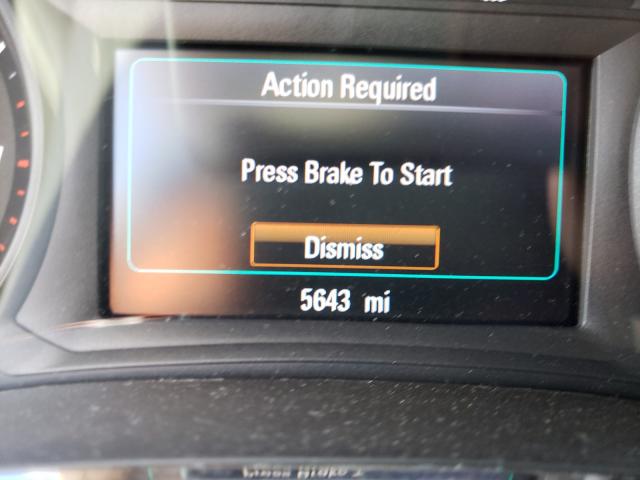 Action Required
Press Brake To Start
Dismiss
5643 mi